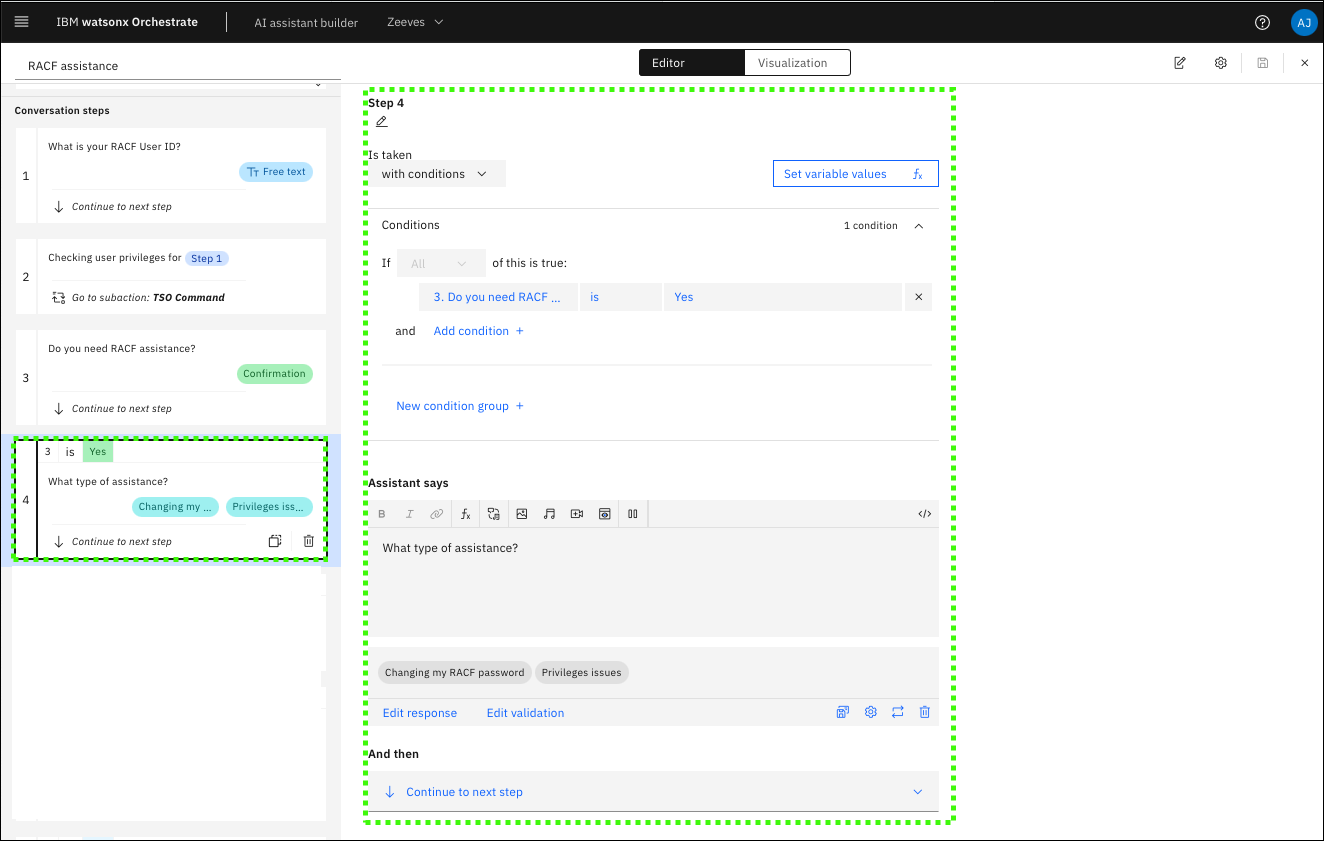 IBM watsonx Orchestrate
AI assistant builder
Zeeves
AJ
RACF assistance
Editor
Visualization
Conversation steps
1
What is your RACF User ID?
Free text
Continue to next step
2
Checking user privileges for Step 1
Go to subaction: TSO Command
3
Do you need RACF assistance?
Confirmation
Continue to next step
3 is Yes
4
What type of assistance?
Changing my ... Privileges iss...
Continue to next step
Step 4
Is taken
with conditions
Set variable values fx
Conditions
1 condition
If All of this is true:
3. Do you need RACF ... is Yes
and Add condition +
New condition group +
Assistant says
B I fx </>
What type of assistance?
Changing my RACF password Privileges issues
Edit response Edit validation
And then
Continue to next step